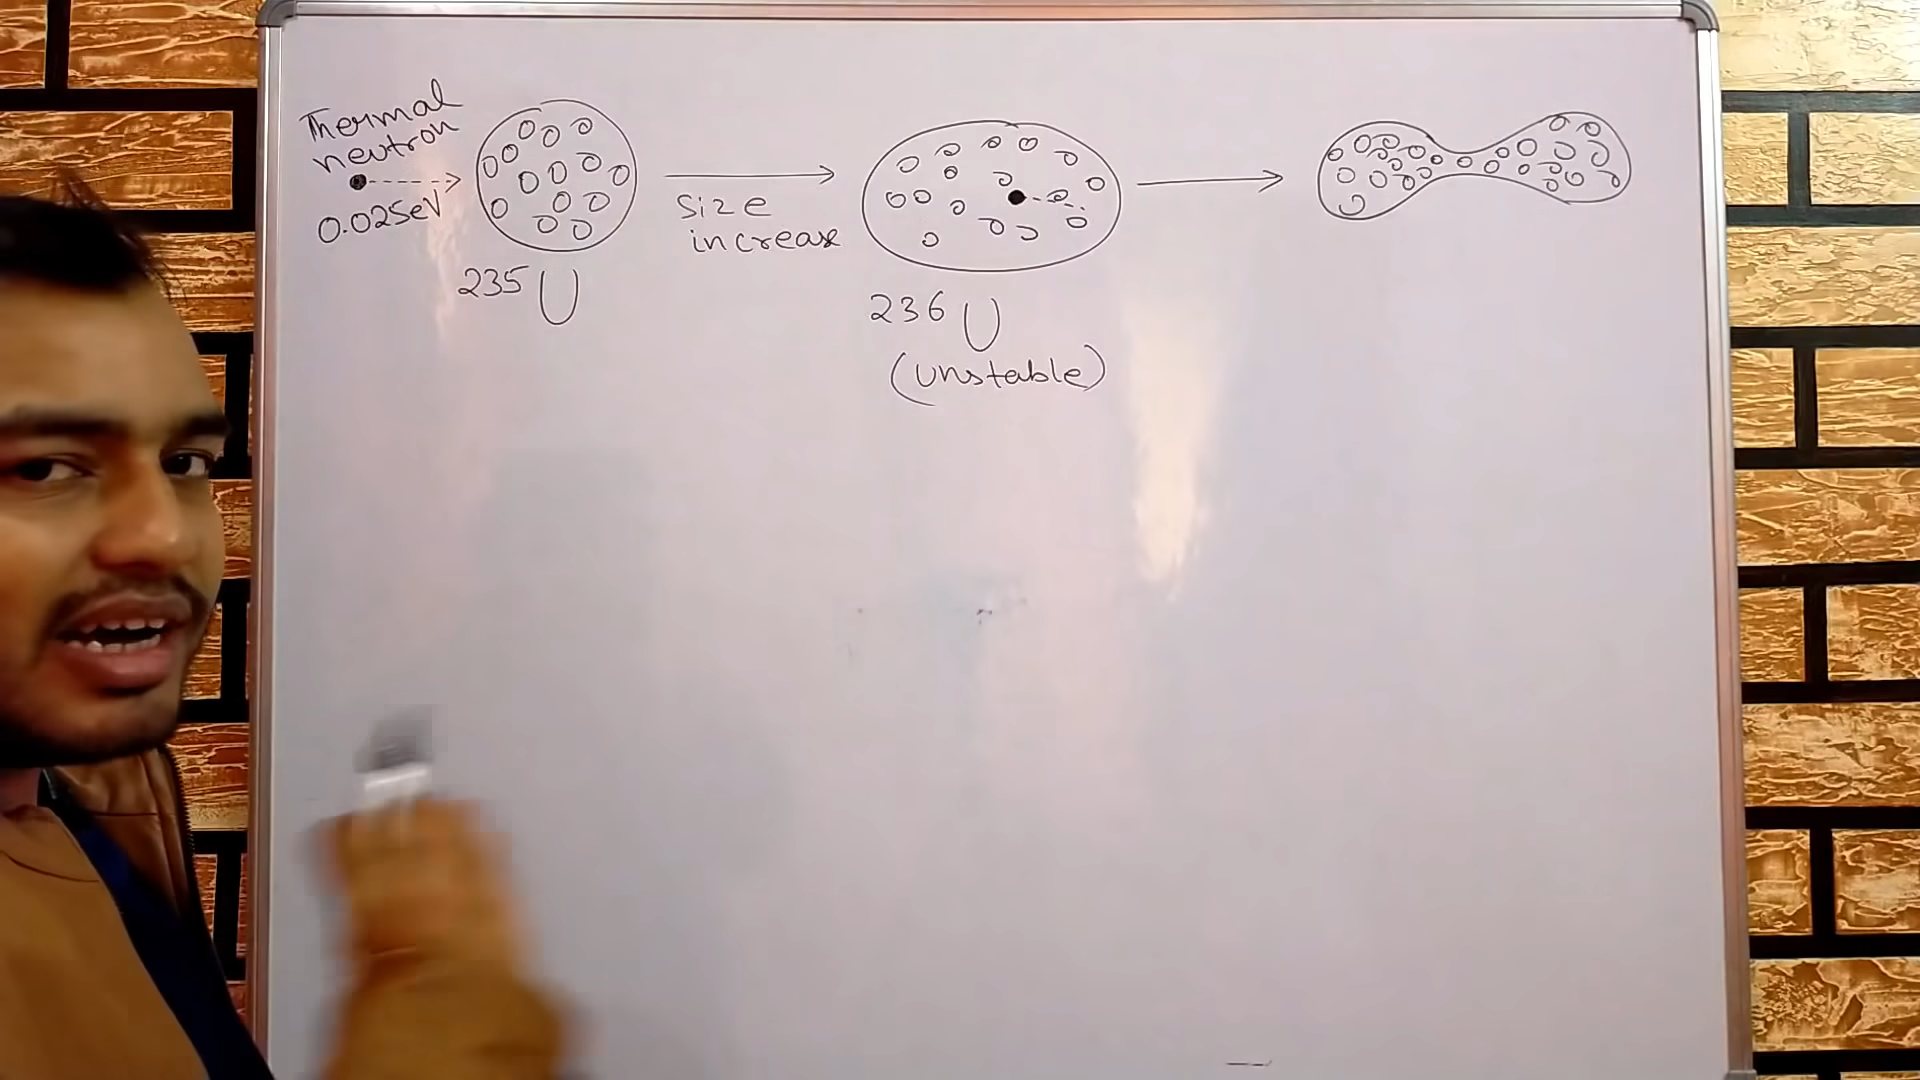 Thermal
neutron
0.025eV
235 U
Size
increase
236 U
(unstable)